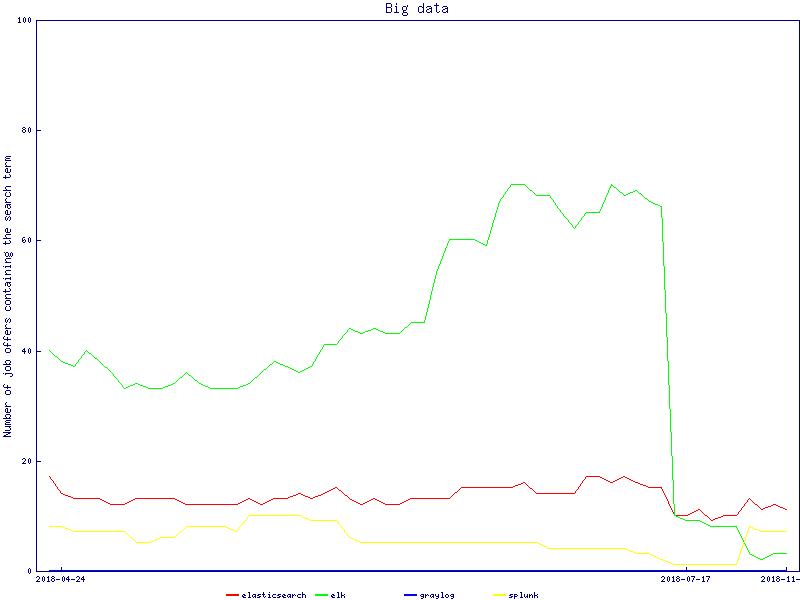 Big data
100
80
60
40
20
0
Number of job offers containing the search term
2018-04-24 2018-07-17 2018-11-
elasticsearch elk graylog splunk